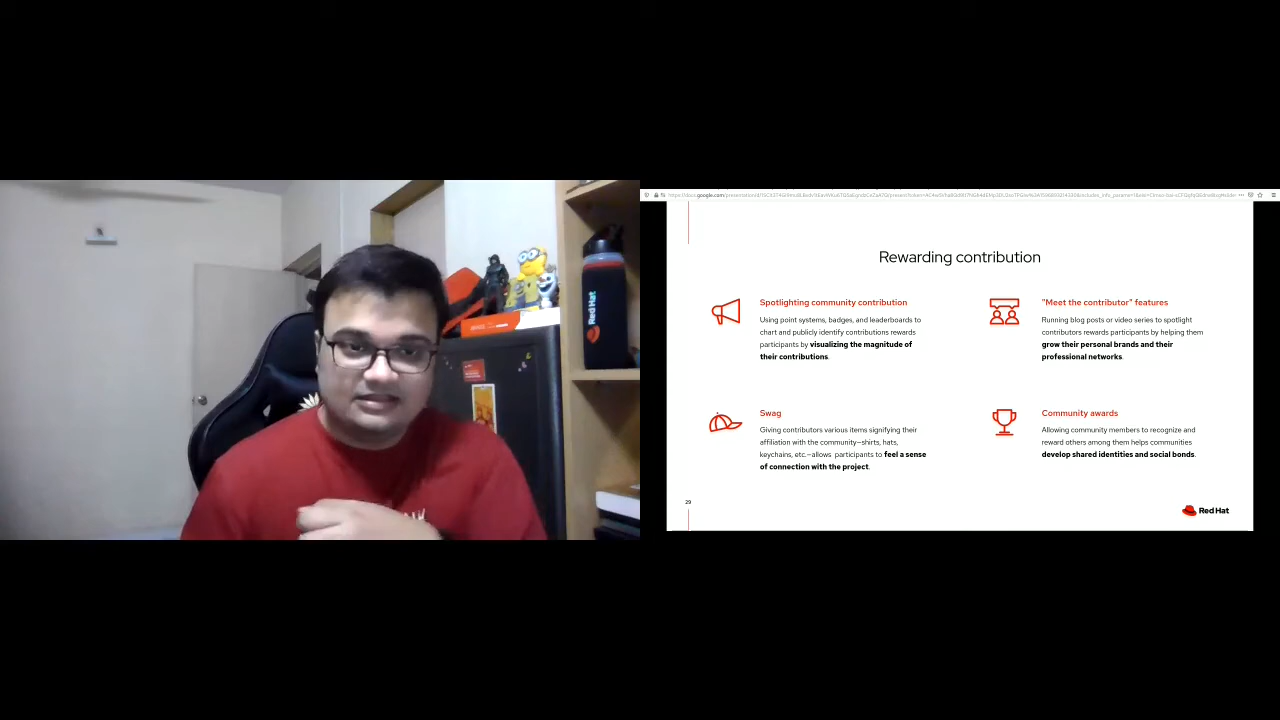 Red Hat
Rewarding contribution
Spotlighting community contribution
Using point systems, badges, and leaderboards to
chart and publicly identify contributions rewards
participants by visualizing the magnitude of
their contributions.
"Meet the contributor" features
Running blog posts or video series to spotlight
contributors rewards participants by helping them
grow their personal brands and their
professional networks.
Swag
Giving contributors various items signifying their
affiliation with the community—shirts, hats,
keychains, etc.—allows participants to feel a sense
of connection with the project.
Community awards
Allowing community members to recognize and
reward others among them helps communities
develop shared identities and social bonds.
29
Red Hat